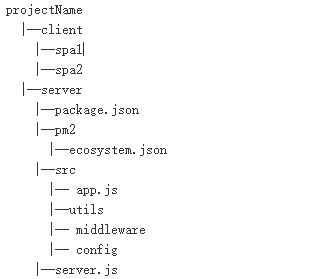 projectName
|—client
|—spa1
|—spa2
|—server
|—package.json
|—pm2
|—ecosystem.json
|—src
|— app.js
|—utils
|— middleware
|— config
|—server.js